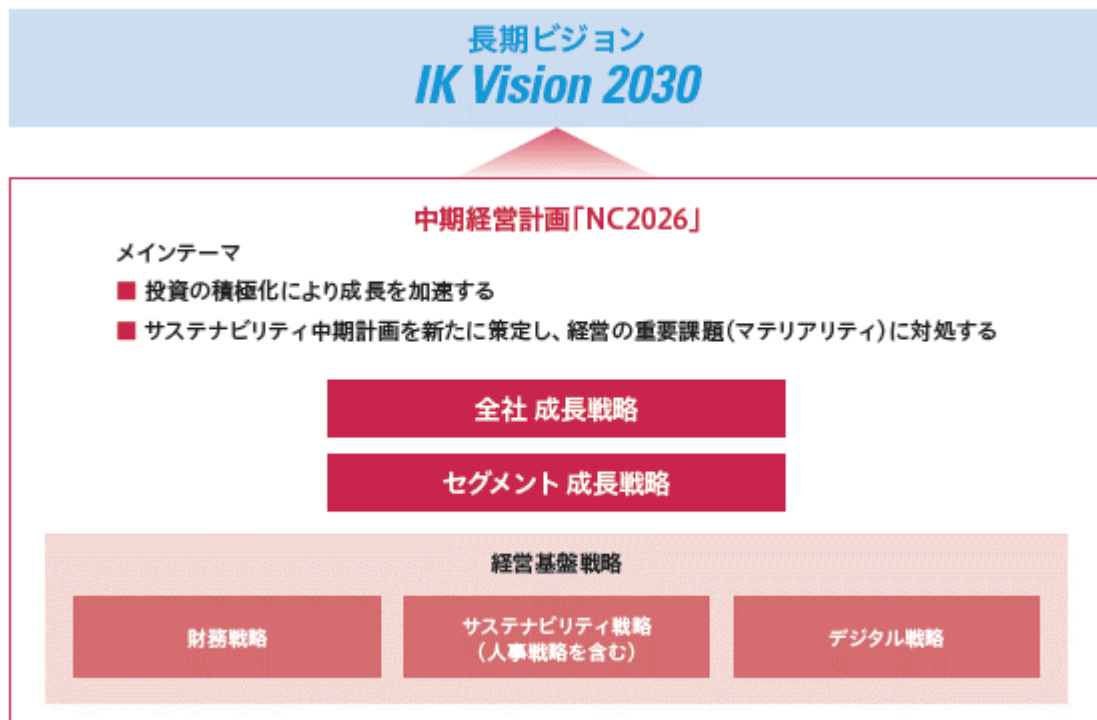 長期ビジョン
IK Vision 2030
中期経営計画「NC2026」
メインテーマ
■ 投資の積極化により成長を加速する
■ サステナビリティ中期計画を新たに策定し、経営の重要課題(マテリアリティ)に対処する
全社 成長戦略
セグメント 成長戦略
経営基盤戦略
財務戦略
サステナビリティ戦略
(人事戦略を含む)
デジタル戦略